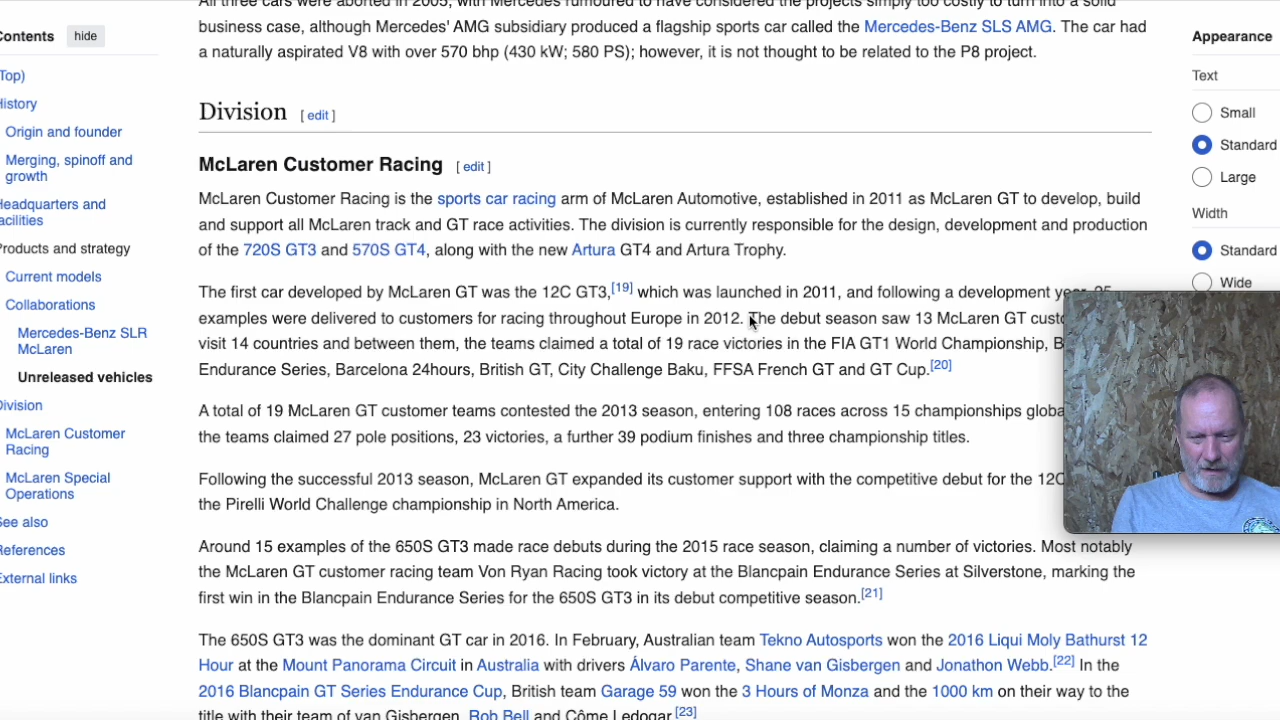 All three cars were aborted in 2005, with Mercedes rumoured to have considered the projects simply too costly to turn into a solid
business case, although Mercedes' AMG subsidiary produced a flagship sports car called the Mercedes-Benz SLS AMG. The car had
a naturally aspirated V8 with over 570 bhp (430 kW; 580 PS); however, it is not thought to be related to the P8 project.
Contents hide
(Top)
History
Origin and founder
Merging, spinoff and
growth
Headquarters and
facilities
Products and strategy
Current models
Collaborations
Mercedes-Benz SLR
McLaren
Unreleased vehicles
Division
McLaren Customer
Racing
McLaren Special
Operations
See also
References
External links
Division [ edit ]
McLaren Customer Racing [ edit ]
McLaren Customer Racing is the sports car racing arm of McLaren Automotive, established in 2011 as McLaren GT to develop, build
and support all McLaren track and GT race activities. The division is currently responsible for the design, development and production
of the 720S GT3 and 570S GT4, along with the new Artura GT4 and Artura Trophy.
The first car developed by McLaren GT was the 12C GT3,[19] which was launched in 2011, and following a development year, 25
examples were delivered to customers for racing throughout Europe in 2012. The debut season saw 13 McLaren GT
visit 14 countries and between them, the teams claimed a total of 19 race victories in the FIA GT1 World Championship,
Endurance Series, Barcelona 24hours, British GT, City Challenge Baku, FFSA French GT and GT Cup.[20]
A total of 19 McLaren GT customer teams contested the 2013 season, entering 108 races across 15 championships
the teams claimed 27 pole positions, 23 victories, a further 39 podium finishes and three championship titles.
Following the successful 2013 season, McLaren GT expanded its customer support with the competitive debut for the
the Pirelli World Challenge championship in North America.
Around 15 examples of the 650S GT3 made race debuts during the 2015 race season, claiming a number of victories. Most notably
the McLaren GT customer racing team Von Ryan Racing took victory at the Blancpain Endurance Series at Silverstone, marking the
first win in the Blancpain Endurance Series for the 650S GT3 in its debut competitive season.[21]
The 650S GT3 was the dominant GT car in 2016. In February, Australian team Tekno Autosports won the 2016 Liqui Moly Bathurst 12
Hour at the Mount Panorama Circuit in Australia with drivers Álvaro Parente, Shane van Gisbergen and Jonathon Webb.[22] In the
2016 Blancpain GT Series Endurance Cup, British team Garage 59 won the 3 Hours of Monza and the 1000 km on their way to the
title with their team of van Gisbergen, Rob Bell and Côme Ledogar.[23]
Appearance
Text
Small
Standard
Large
Width
Standard
Wide